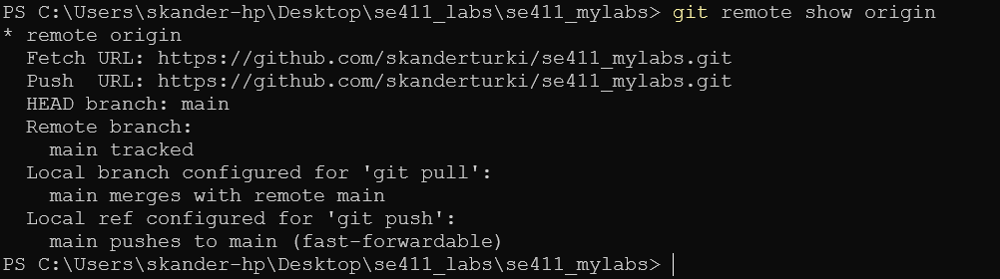 PS C:\Users\skander-hp\Desktop\se411_labs\se411_mylabs> git remote show origin
* remote origin
  Fetch URL: https://github.com/skanderturki/se411_mylabs.git
  Push  URL: https://github.com/skanderturki/se411_mylabs.git
  HEAD branch: main
  Remote branch:
    main tracked
  Local branch configured for 'git pull':
    main merges with remote main
  Local ref configured for 'git push':
    main pushes to main (fast-forwardable)
PS C:\Users\skander-hp\Desktop\se411_labs\se411_mylabs>